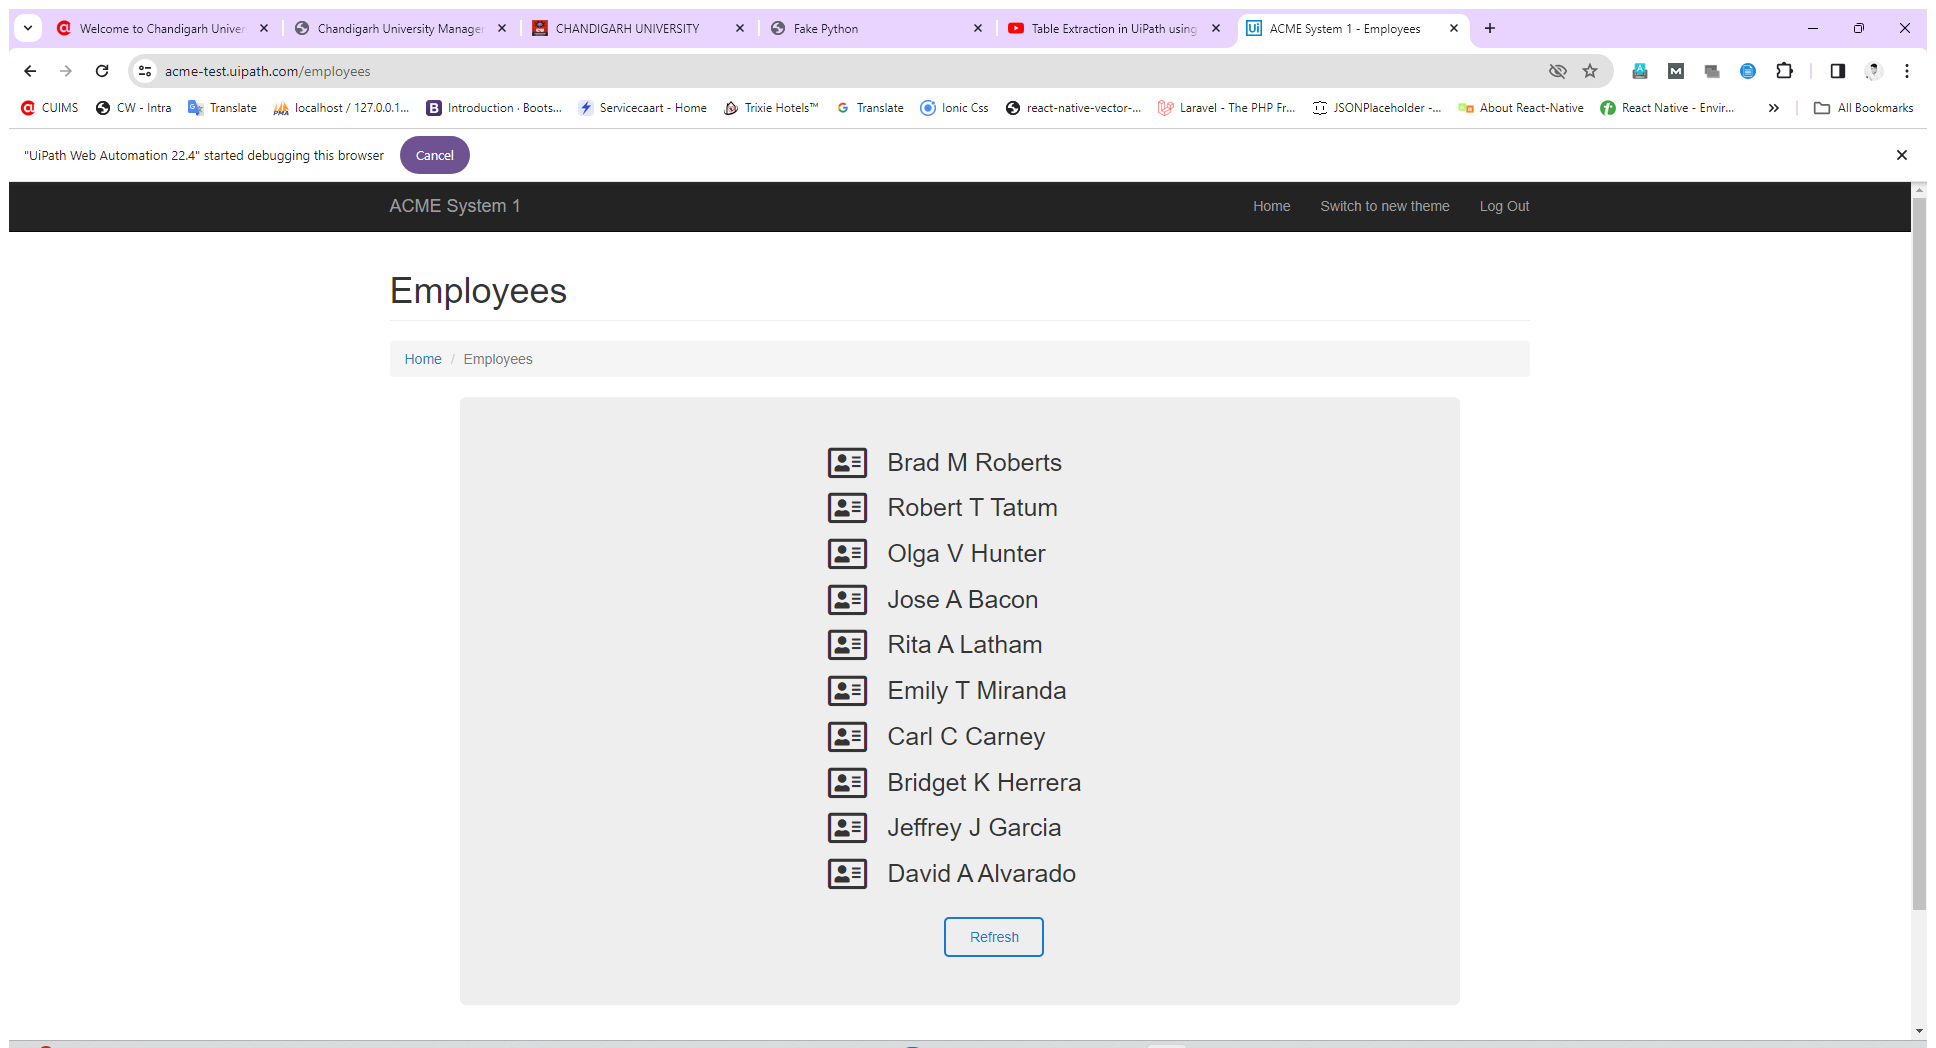 Welcome to Chandigarh Univer
Chandigarh University Manager
CHANDIGARH UNIVERSITY
Fake Python
Table Extraction in UiPath using
Ui ACME System 1 - Employees
acme-test.uipath.com/employees
CUIMS
CW - Intra
Translate
localhost / 127.0.0.1...
B Introduction · Boots...
Servicecaart - Home
Trixie Hotels™
G Translate
Ionic Css
react-native-vector-...
Laravel - The PHP Fr...
JSONPlaceholder -...
About React-Native
React Native - Envir...
All Bookmarks
"UiPath Web Automation 22.4" started debugging this browser
Cancel
ACME System 1
Home
Switch to new theme
Log Out
Employees
Home / Employees
Brad M Roberts
Robert T Tatum
Olga V Hunter
Jose A Bacon
Rita A Latham
Emily T Miranda
Carl C Carney
Bridget K Herrera
Jeffrey J Garcia
David A Alvarado
Refresh